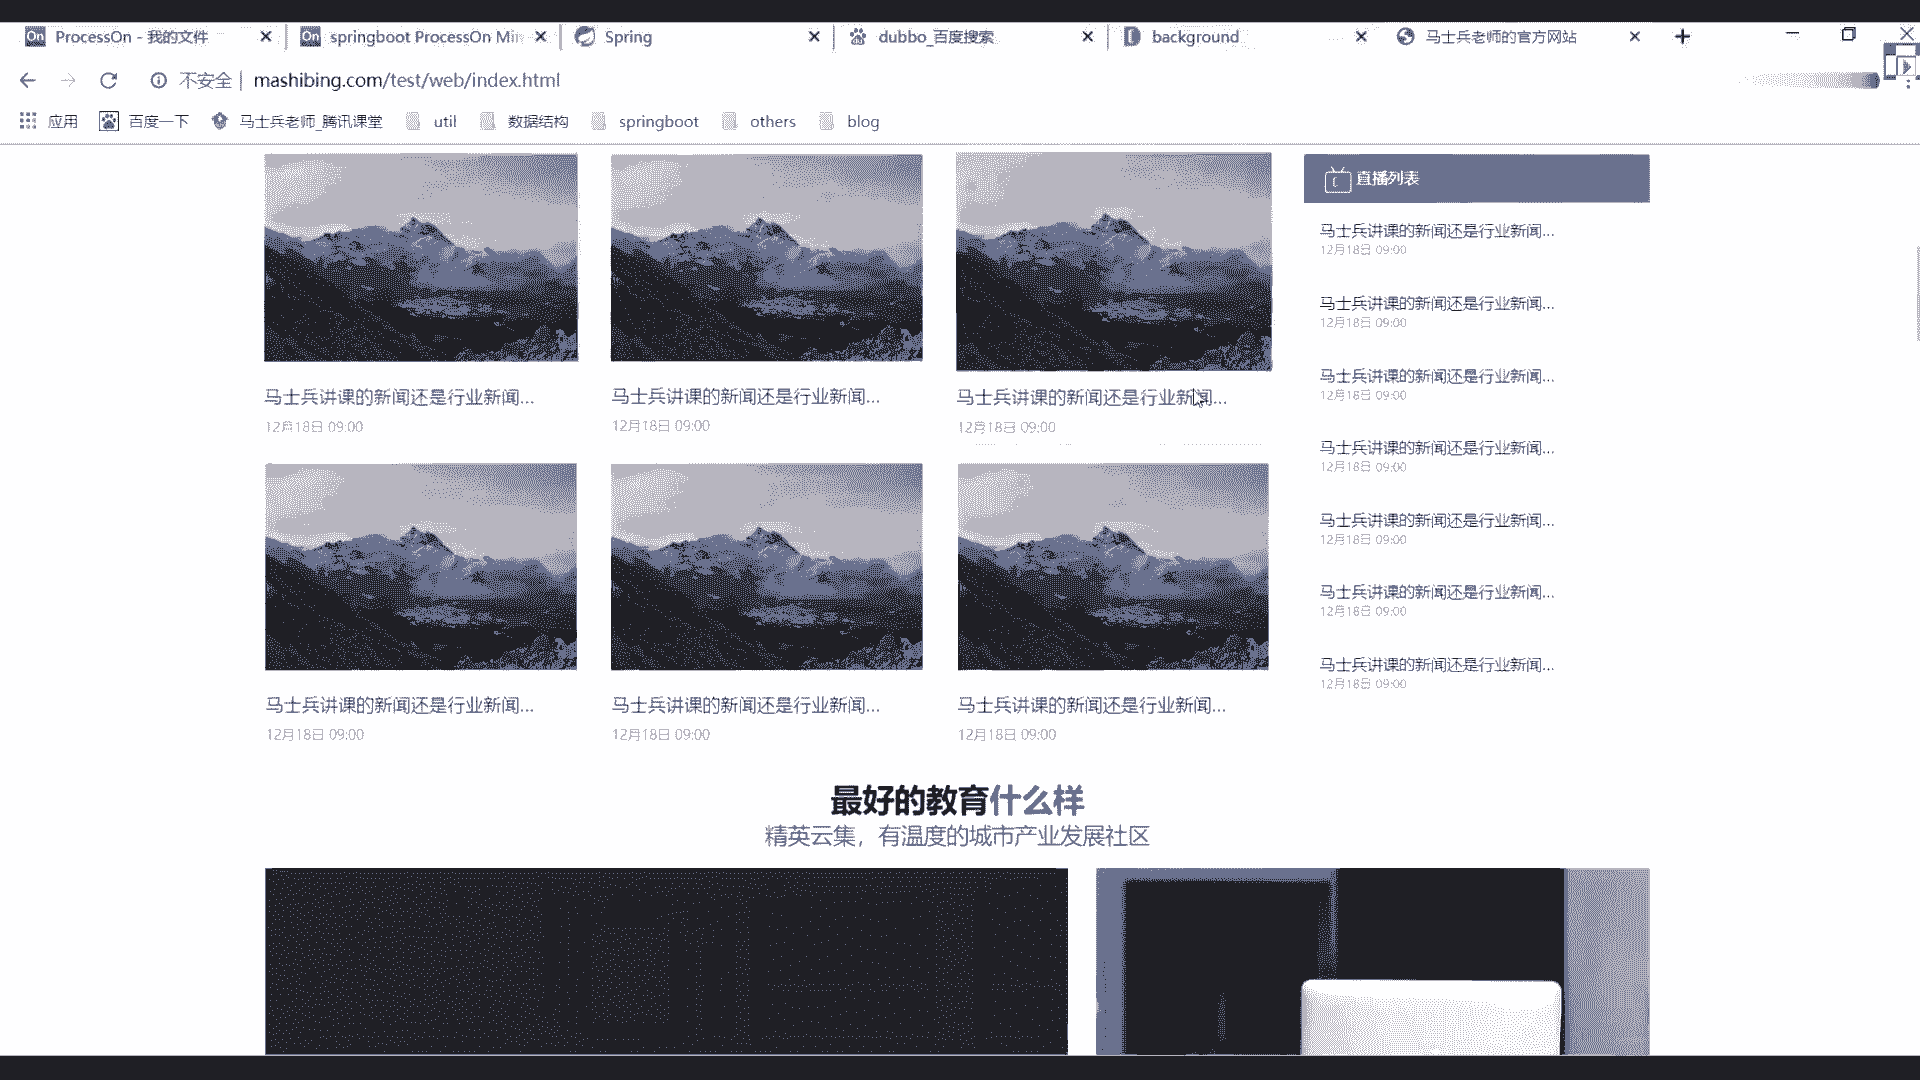 ProcessOn - 我的文件
springboot ProcessOn Min
Spring
dubbo_百度搜索
background
马士兵老师的官方网站
不安全 | mashibing.com/test/web/index.html
应用
百度一下
马士兵老师_腾讯课堂
util
数据结构
springboot
others
blog
马士兵讲课的新闻还是行业新闻...
12月18日 09:00
马士兵讲课的新闻还是行业新闻...
12月18日 09:00
马士兵讲课的新闻还是行业新闻...
12月18日 09:00
马士兵讲课的新闻还是行业新闻...
12月18日 09:00
马士兵讲课的新闻还是行业新闻...
12月18日 09:00
马士兵讲课的新闻还是行业新闻...
12月18日 09:00
直播列表
马士兵讲课的新闻还是行业新闻...
12月18日 09:00
马士兵讲课的新闻还是行业新闻...
12月18日 09:00
马士兵讲课的新闻还是行业新闻...
12月18日 09:00
马士兵讲课的新闻还是行业新闻...
12月18日 09:00
马士兵讲课的新闻还是行业新闻...
12月18日 09:00
马士兵讲课的新闻还是行业新闻...
12月18日 09:00
马士兵讲课的新闻还是行业新闻...
12月18日 09:00
最好的教育什么样
精英云集，有温度的城市产业发展社区